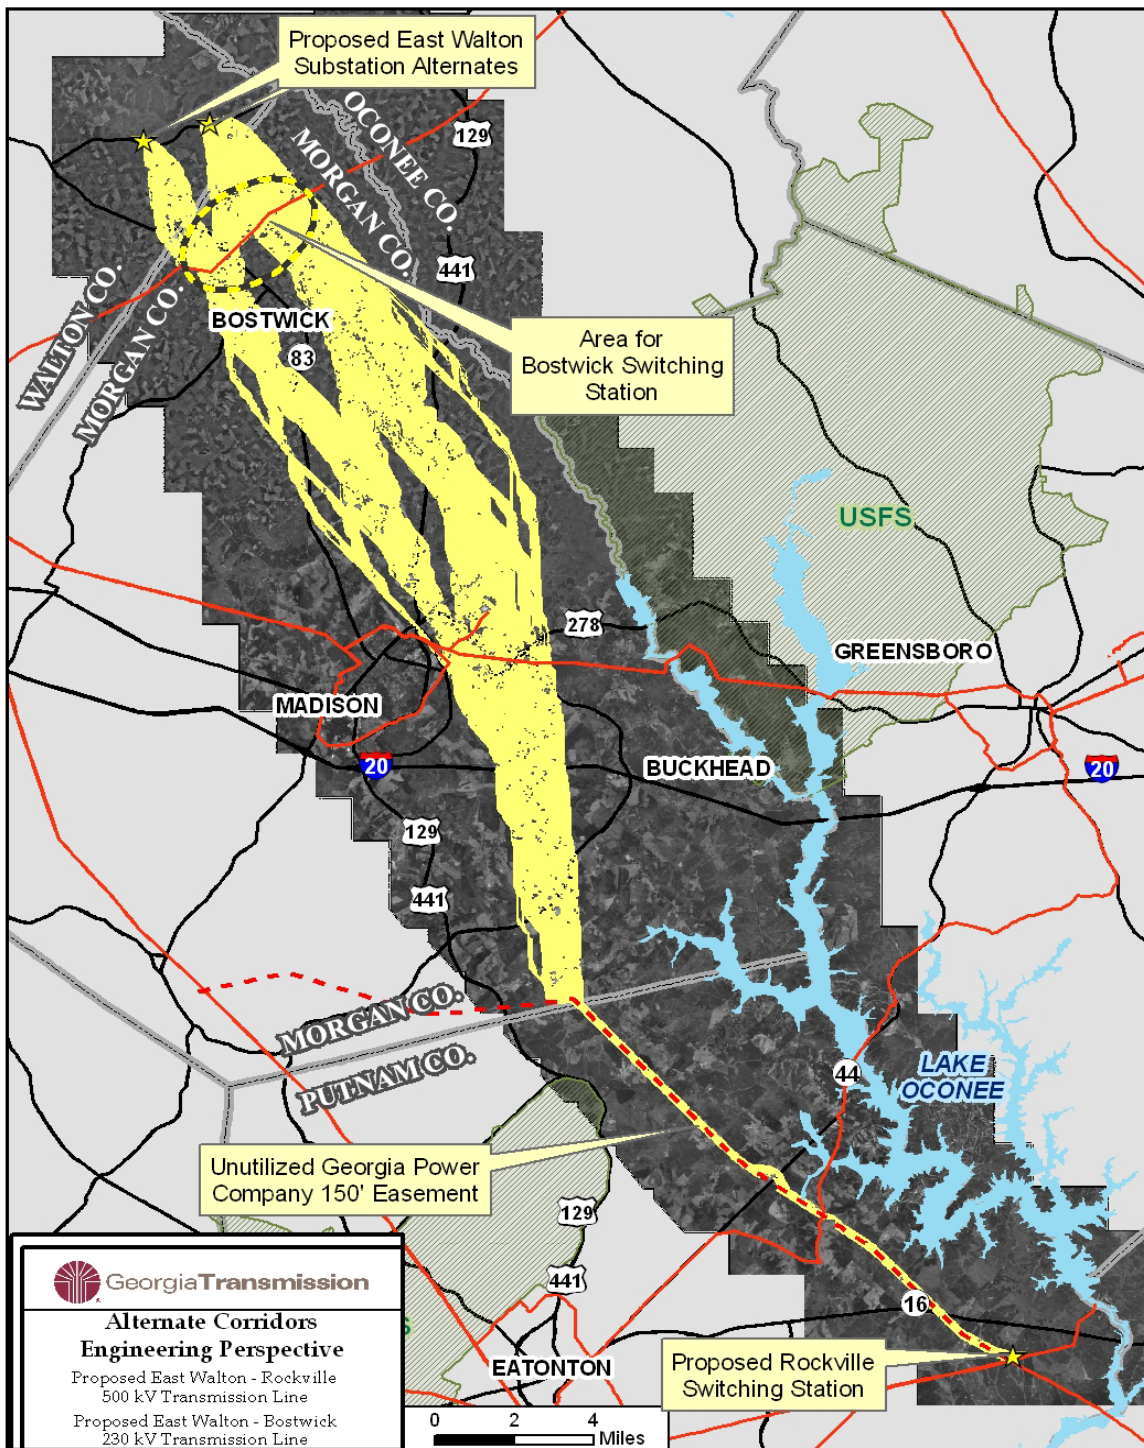 Proposed East Walton
Substation Alternates
OCONEE CO.
MORGAN CO.
129
441
WALTON CO.
MORGAN CO.
BOSTWICK
83
Area for
Bostwick Switching
Station
USFS
278
GREENSBORO
MADISON
20
BUCKHEAD
20
129
441
MORGAN CO.
PUTNAM CO.
44
LAKE
OCONEE
Unutilized Georgia Power
Company 150' Easement
129
441
16
S
EATONTON
Proposed Rockville
Switching Station
GeorgiaTransmission
Alternate Corridors
Engineering Perspective
Proposed East Walton - Rockville
500 kV Transmission Line
Proposed East Walton - Bostwick
230 kV Transmission Line
0 2 4
Miles